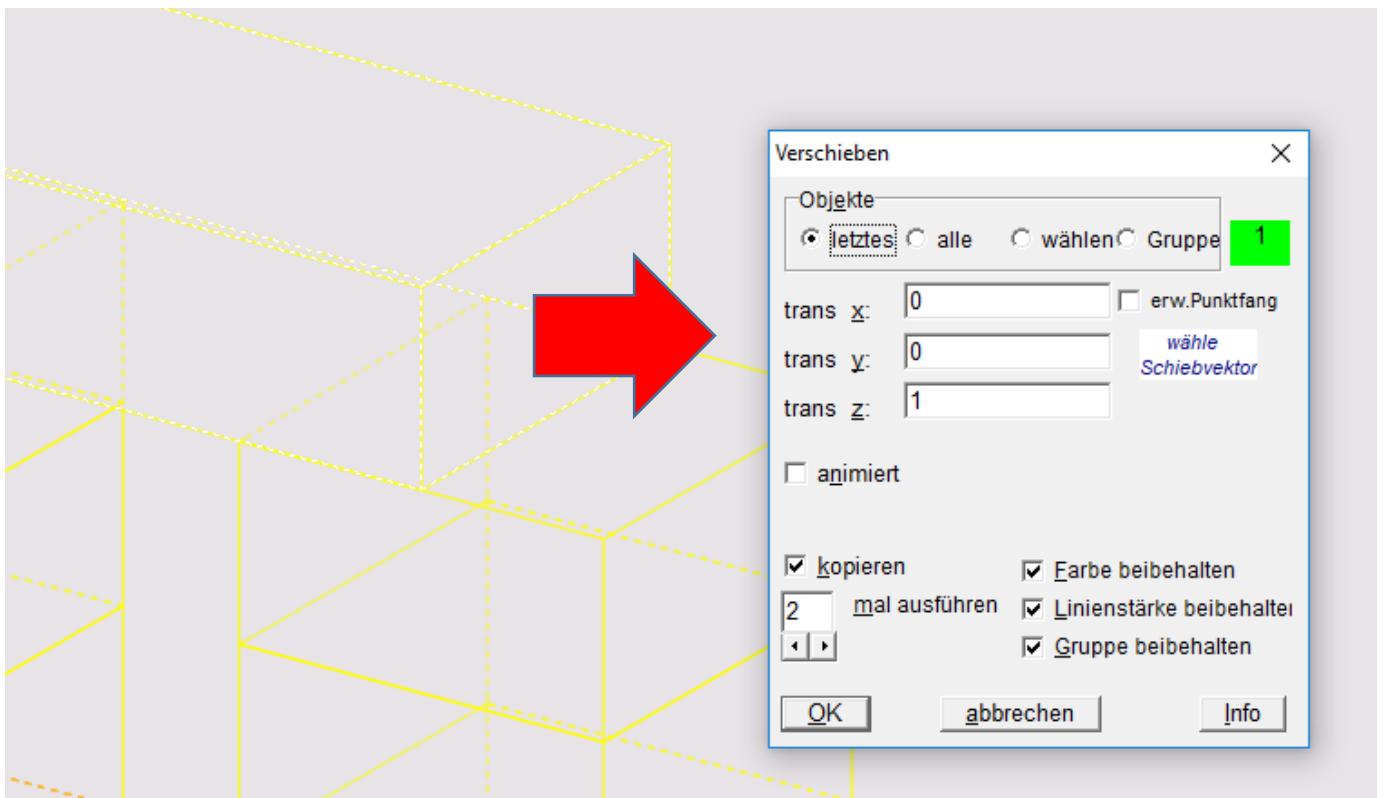 Verschieben
Objekte
letztes alle wählen Gruppe 1
trans x: 0 erw.Punktfang
trans y: 0 wähle
Schiebvektor
trans z: 1
animiert
kopieren Farbe beibehalten
2 mal ausführen Linienstärke beibehalten
Gruppe beibehalten
OK abbrechen Info